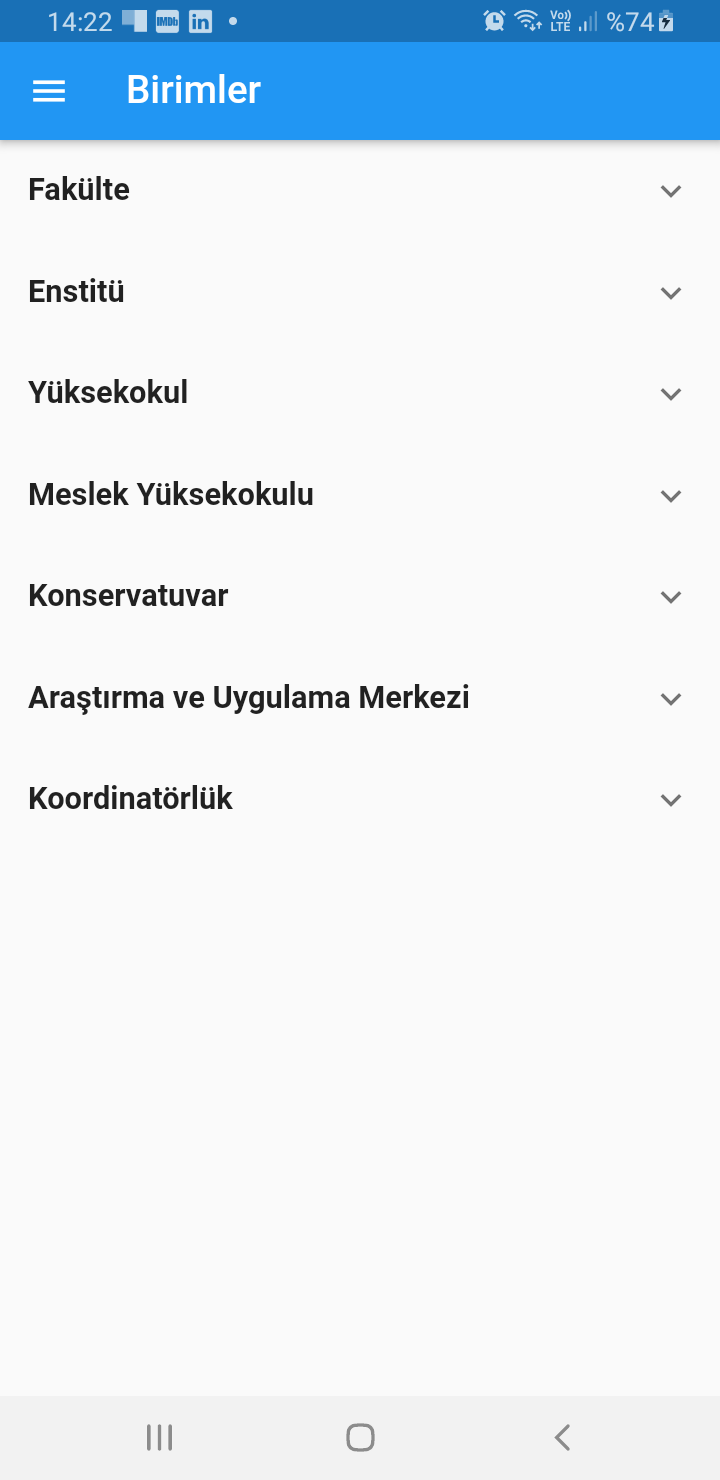 14:22 IMDb in Vo)) LTE %74
Birimler
Fakülte
Enstitü
Yüksekokul
Meslek Yüksekokulu
Konservatuvar
Araştırma ve Uygulama Merkezi
Koordinatörlük